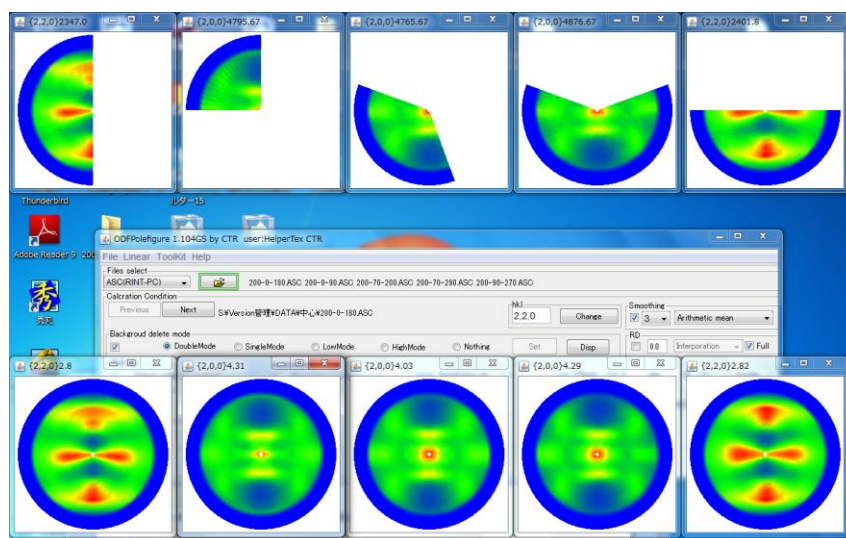 {2,2,0}2347.0
{2,0,0}4795.67
{2,0,0}4765.67
{2,0,0}4876.67
{2,2,0}2401.8
Thunderbird
ルダー15
Adobe Reader 9
200
ODFPolefigure 1.104GS by CTR user:HelperTex CTR
File Linear ToolKit Help
Files select
ASC(RINT-PC)
200-0-180.ASC 200-0-90.ASC 200-70-200.ASC 200-70-290.ASC 200-90-270.ASC
Calcration Condition
Previous
Next
S¥Version管理¥DATA¥中心¥200-0-180.ASC
hkl
2,2,0
Change
Smoothing
3
Arithmetic mean
Backgroud delete mode
DoubleMode
SingleMode
LowMode
HighMode
Nothing
Set
Disp
RD
0.0
Interporation
Full
秀
{2,2,0}2.8
{2,0,0}4.31
{2,0,0}4.03
{2,0,0}4.29
{2,2,0}2.82